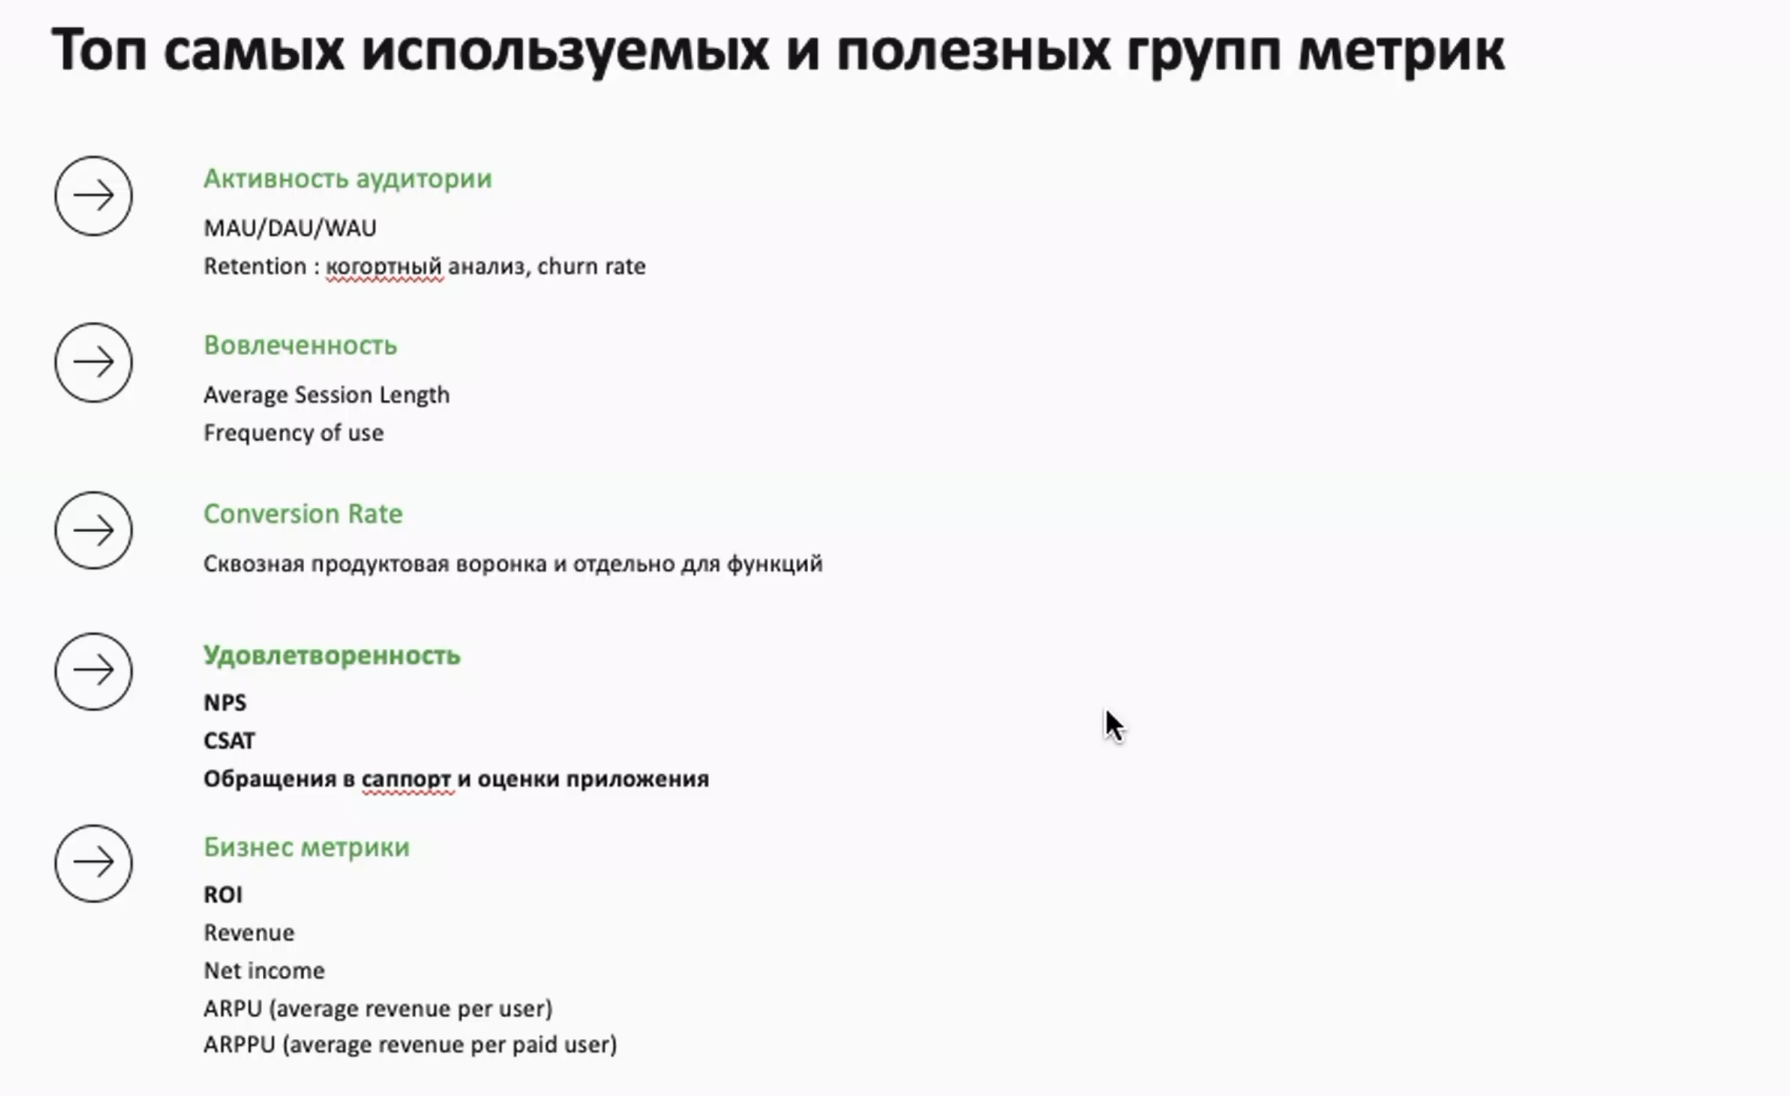 Топ самых используемых и полезных групп метрик
Активность аудитории
MAU/DAU/WAU
Retention : когортный анализ, churn rate
Вовлеченность
Average Session Length
Frequency of use
Conversion Rate
Сквозная продуктовая воронка и отдельно для функций
Удовлетворенность
NPS
CSAT
Обращения в саппорт и оценки приложения
Бизнес метрики
ROI
Revenue
Net income
ARPU (average revenue per user)
ARPPU (average revenue per paid user)